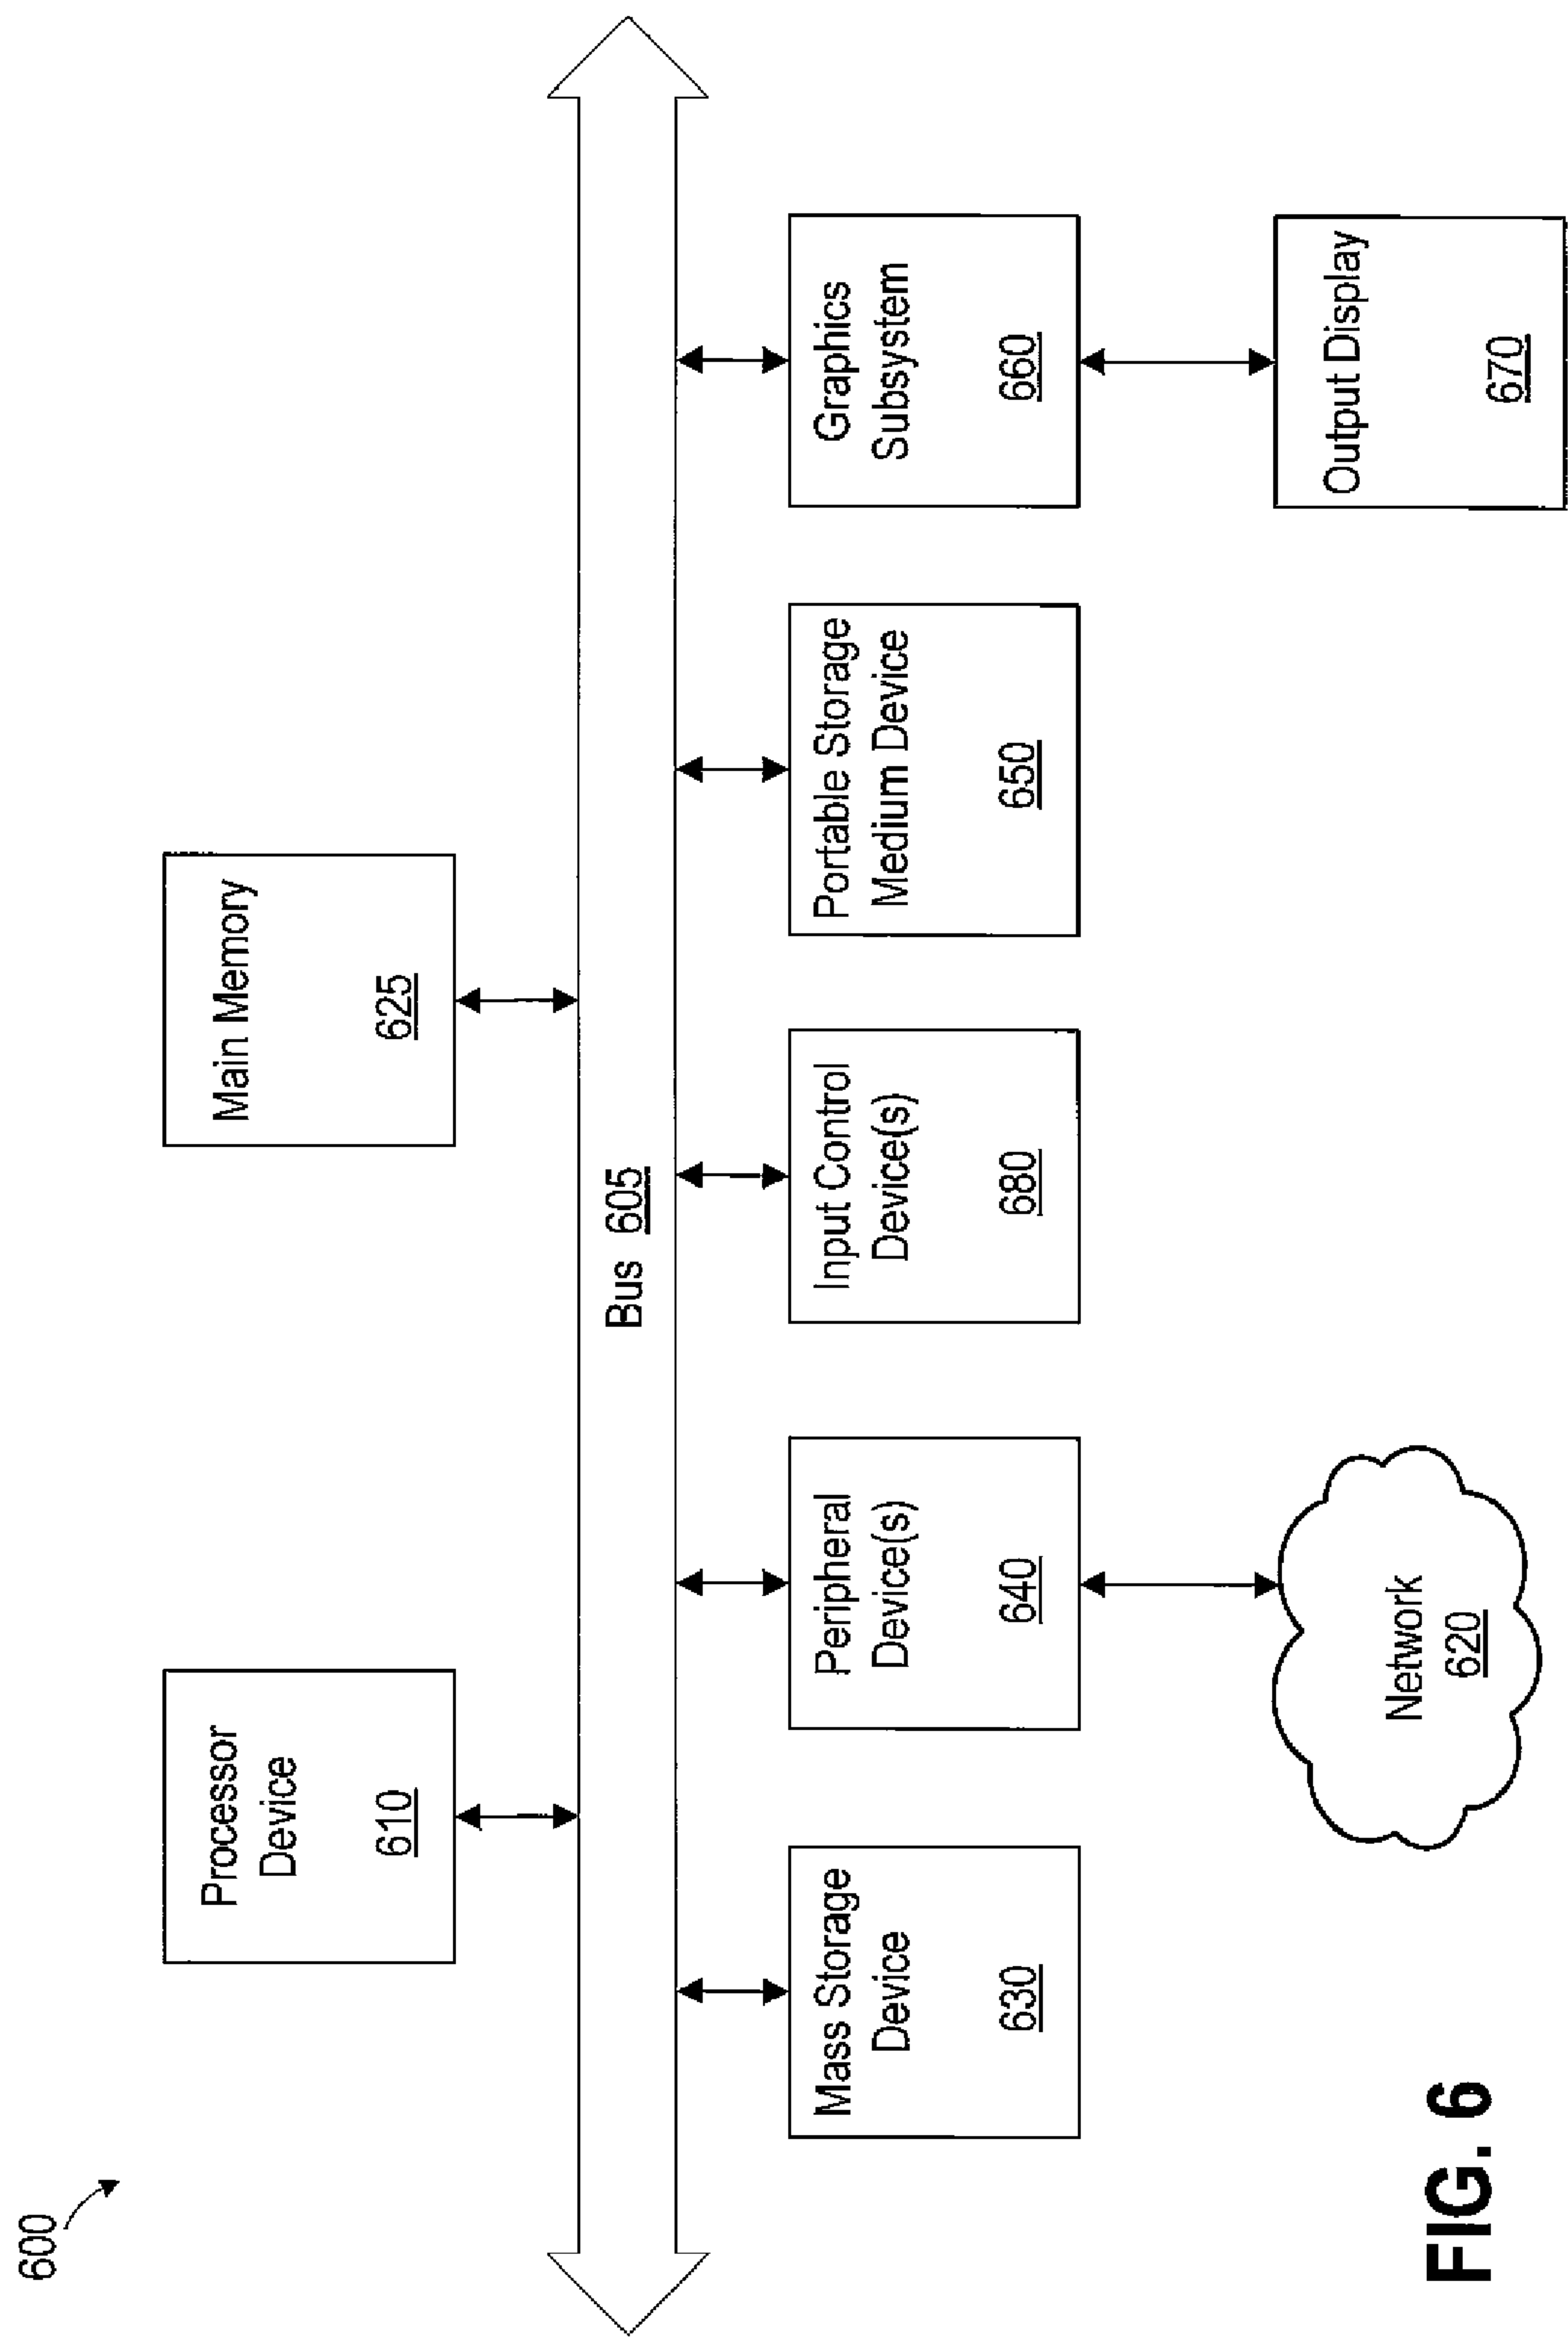 600
Processor
Device
610
Main Memory
625
Bus 605
Mass Storage
Device
630
Peripheral
Device(s)
640
Input Control
Device(s)
680
Portable Storage
Medium Device
650
Graphics
Subsystem
660
Network
620
Output Display
670
FIG. 6